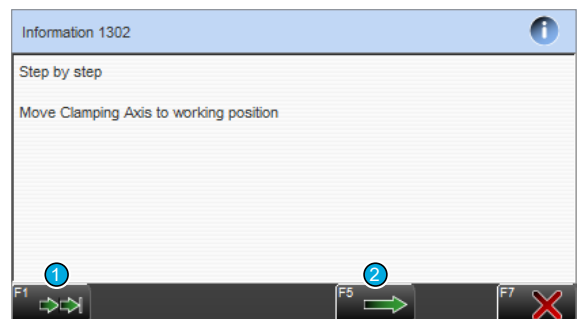 Information 1302
i
Step by step
Move Clamping Axis to working position
1
2
F1
F5
F7